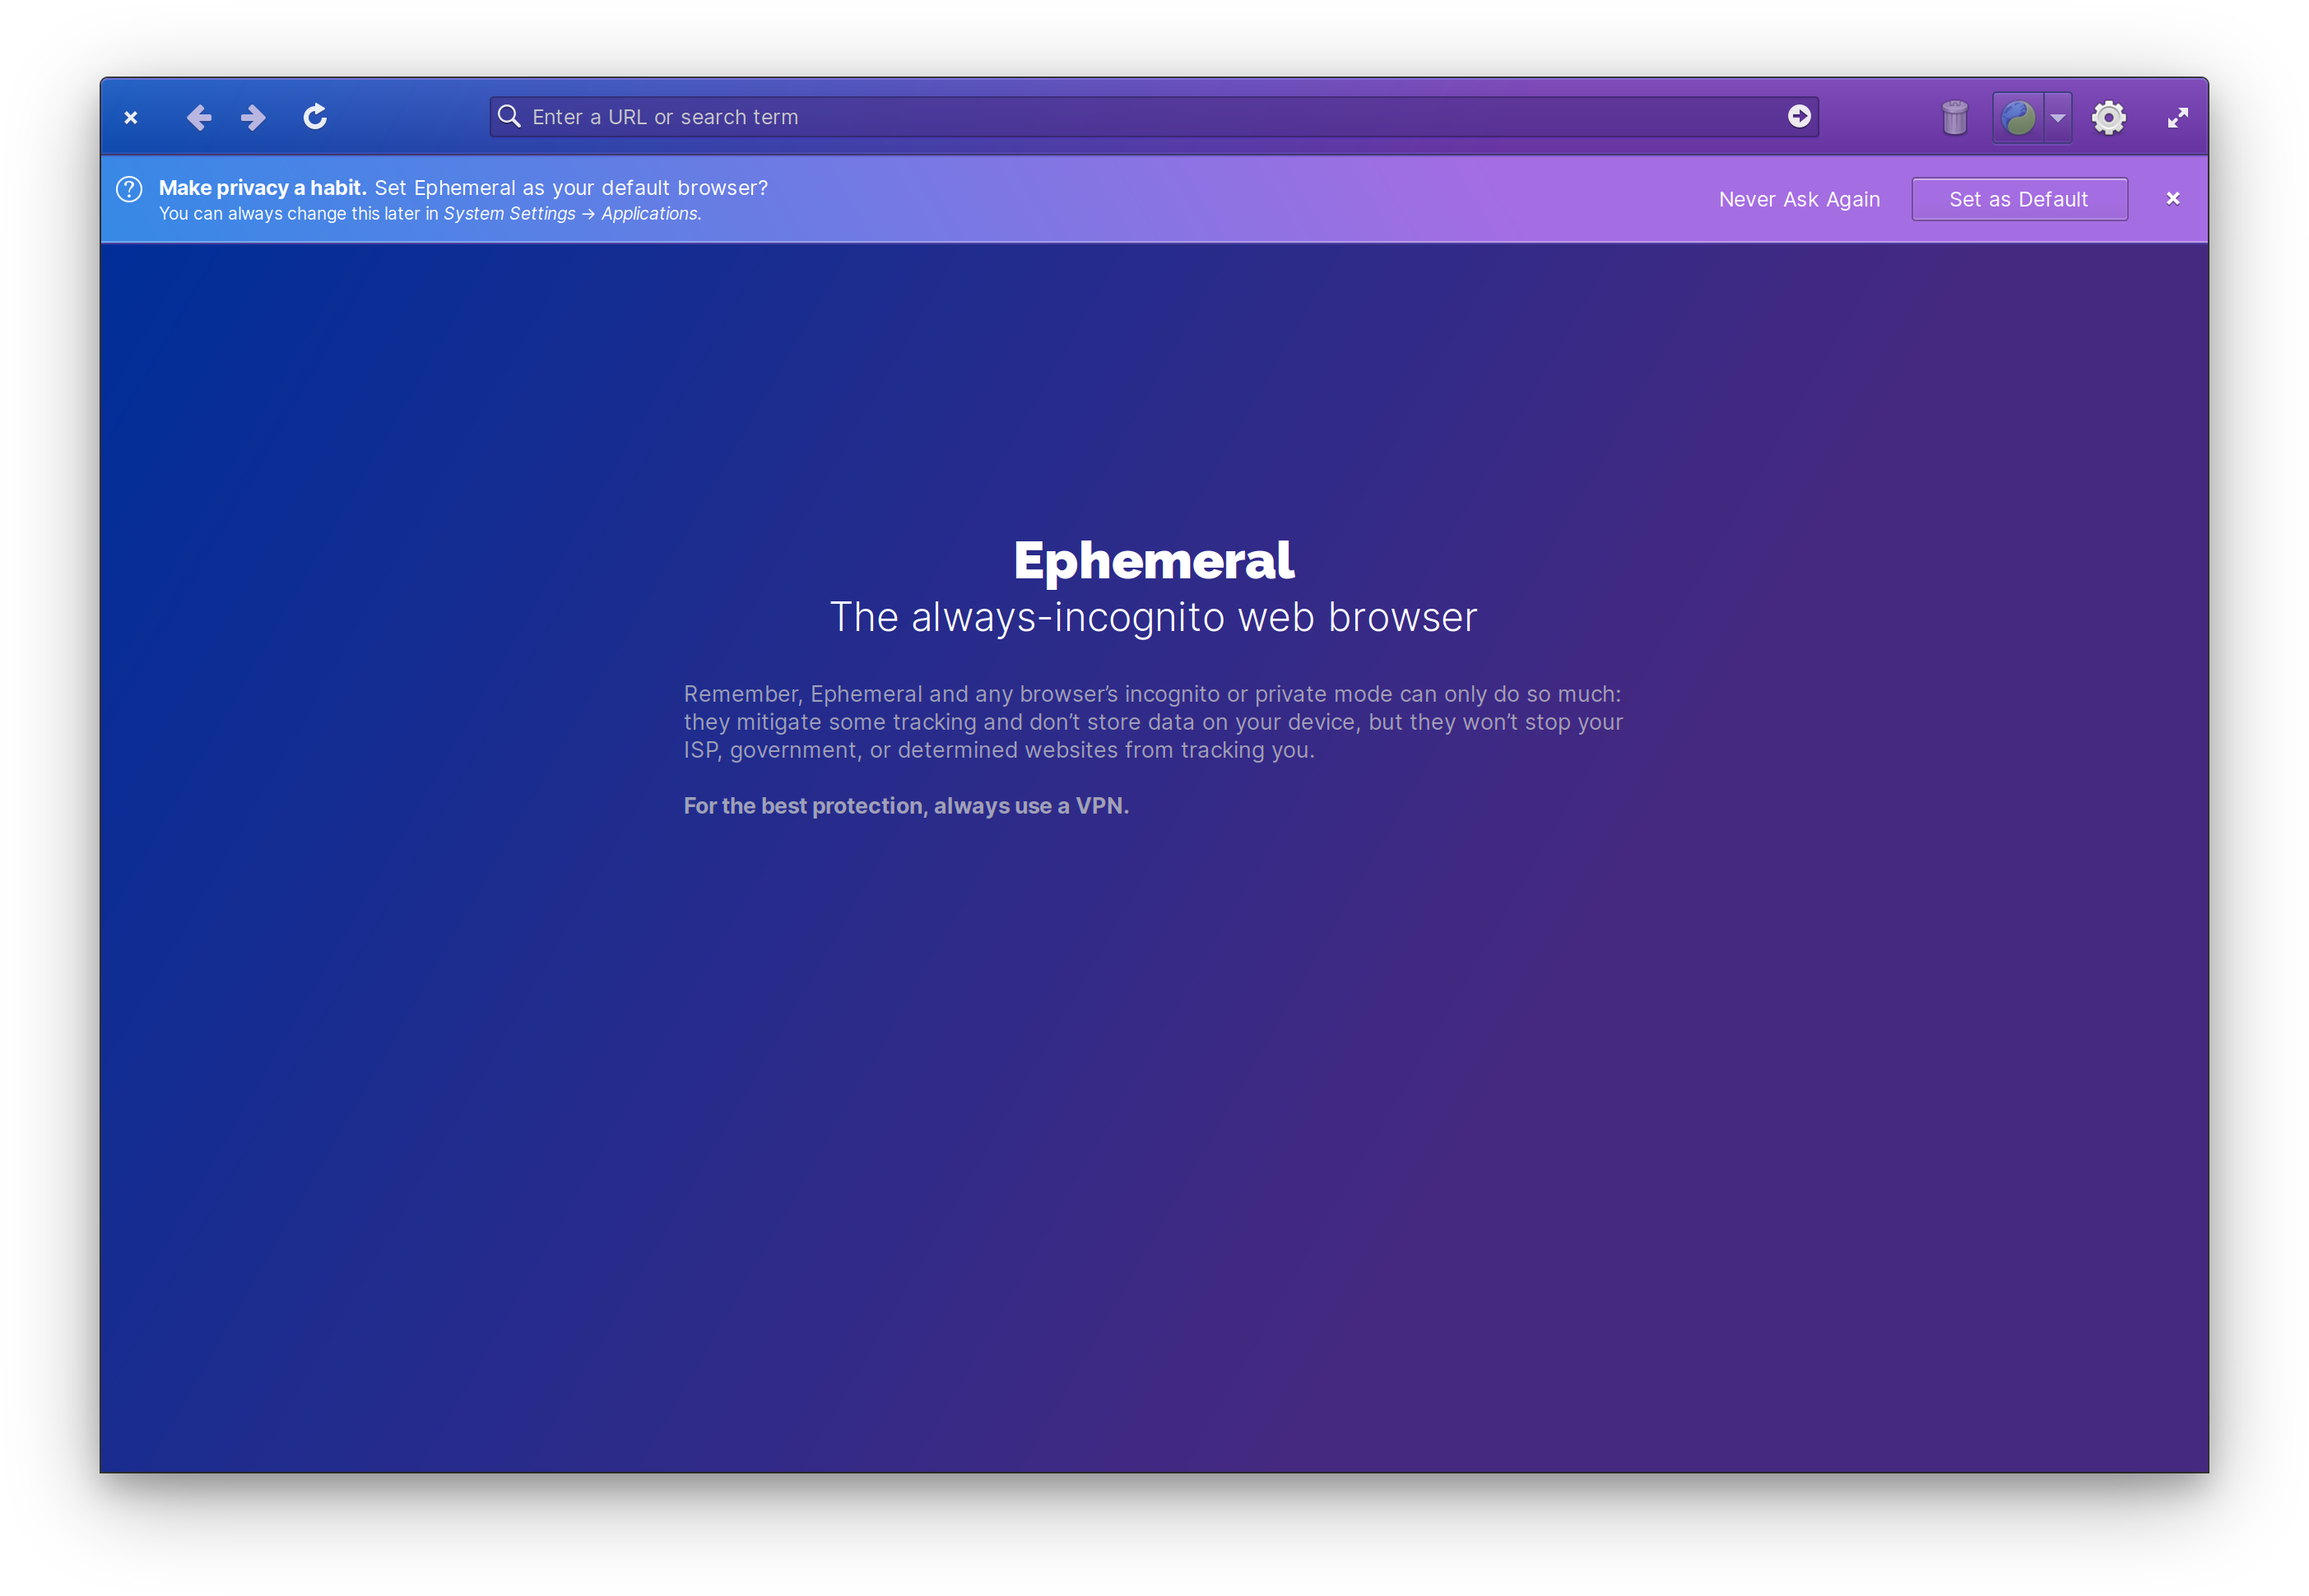 Enter a URL or search term
Make privacy a habit. Set Ephemeral as your default browser?
You can always change this later in System Settings → Applications.
Never Ask Again
Set as Default
Ephemeral
The always-incognito web browser
Remember, Ephemeral and any browser’s incognito or private mode can only do so much:
they mitigate some tracking and don’t store data on your device, but they won’t stop your
ISP, government, or determined websites from tracking you.
For the best protection, always use a VPN.